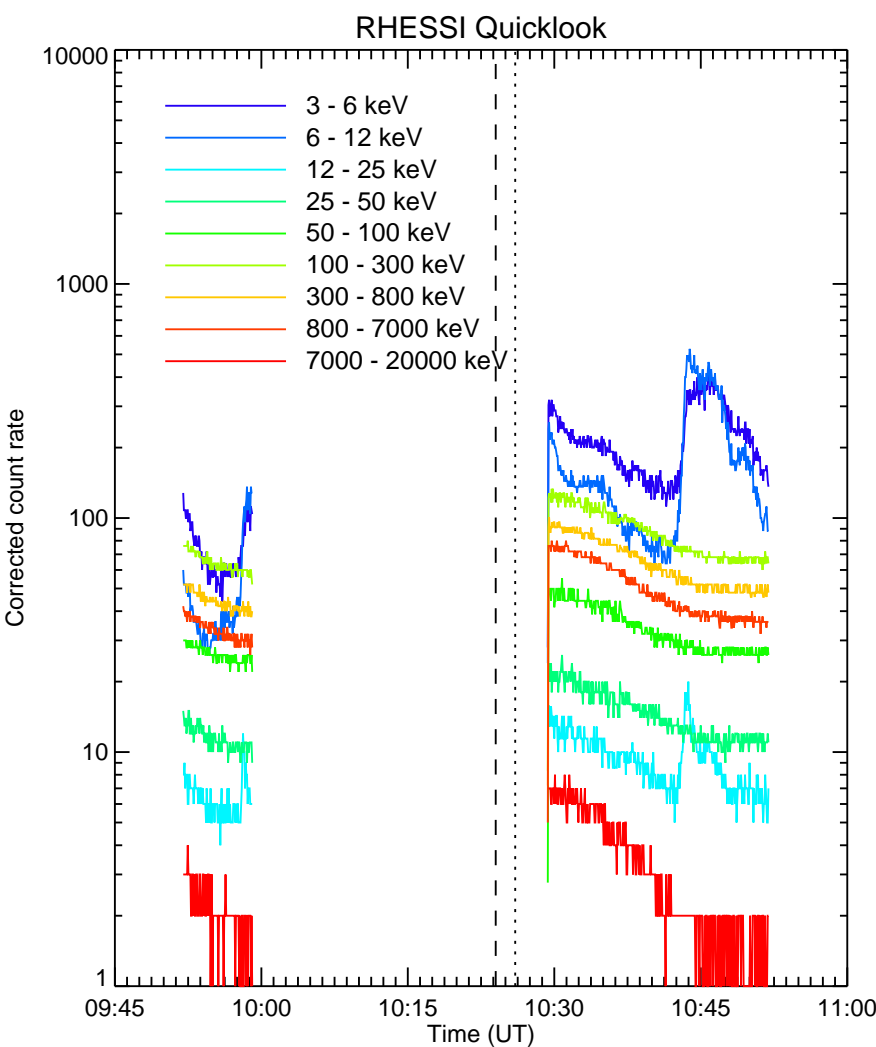 RHESSI Quicklook
10000
1000
100
10
1
Corrected count rate
3 - 6 keV
6 - 12 keV
12 - 25 keV
25 - 50 keV
50 - 100 keV
100 - 300 keV
300 - 800 keV
800 - 7000 keV
7000 - 20000 keV
09:45 10:00 10:15 10:30 10:45 11:00
Time (UT)